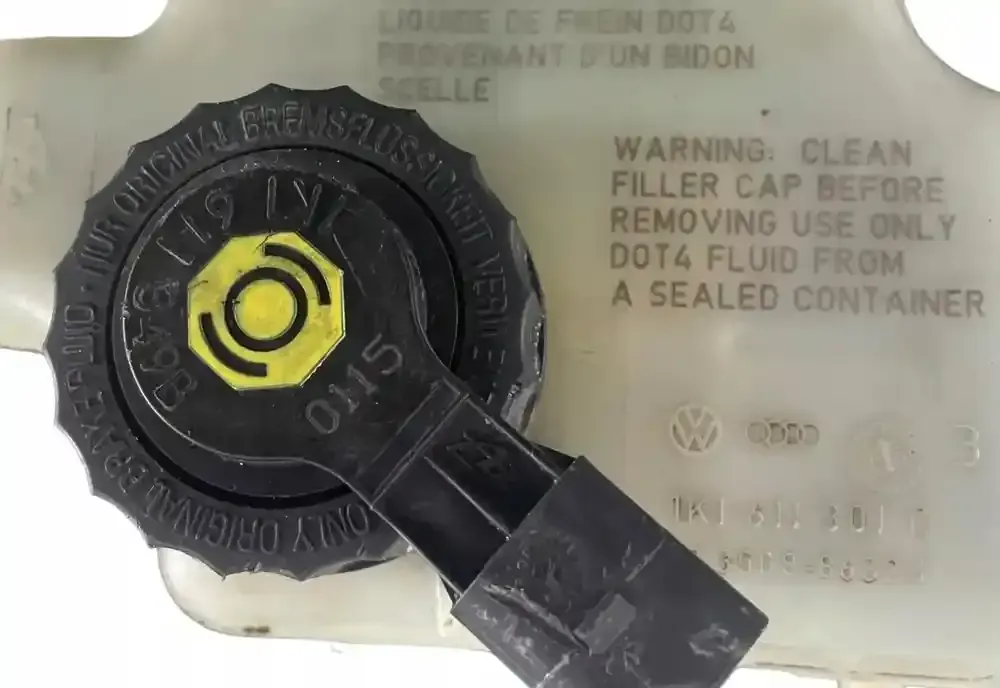 LIQUIDE DE FREIN DOT4
PROVENANT D'UN BIDON
SCELLE
WARNING: CLEAN
FILLER CAP BEFORE
REMOVING USE ONLY
DOT4 FLUID FROM
A SEALED CONTAINER
ONLY ORIGINAL BRAKE FLUID - NUR ORIGINAL BREMSFLÜSSIGKEIT
0115
B
1K1 611 301